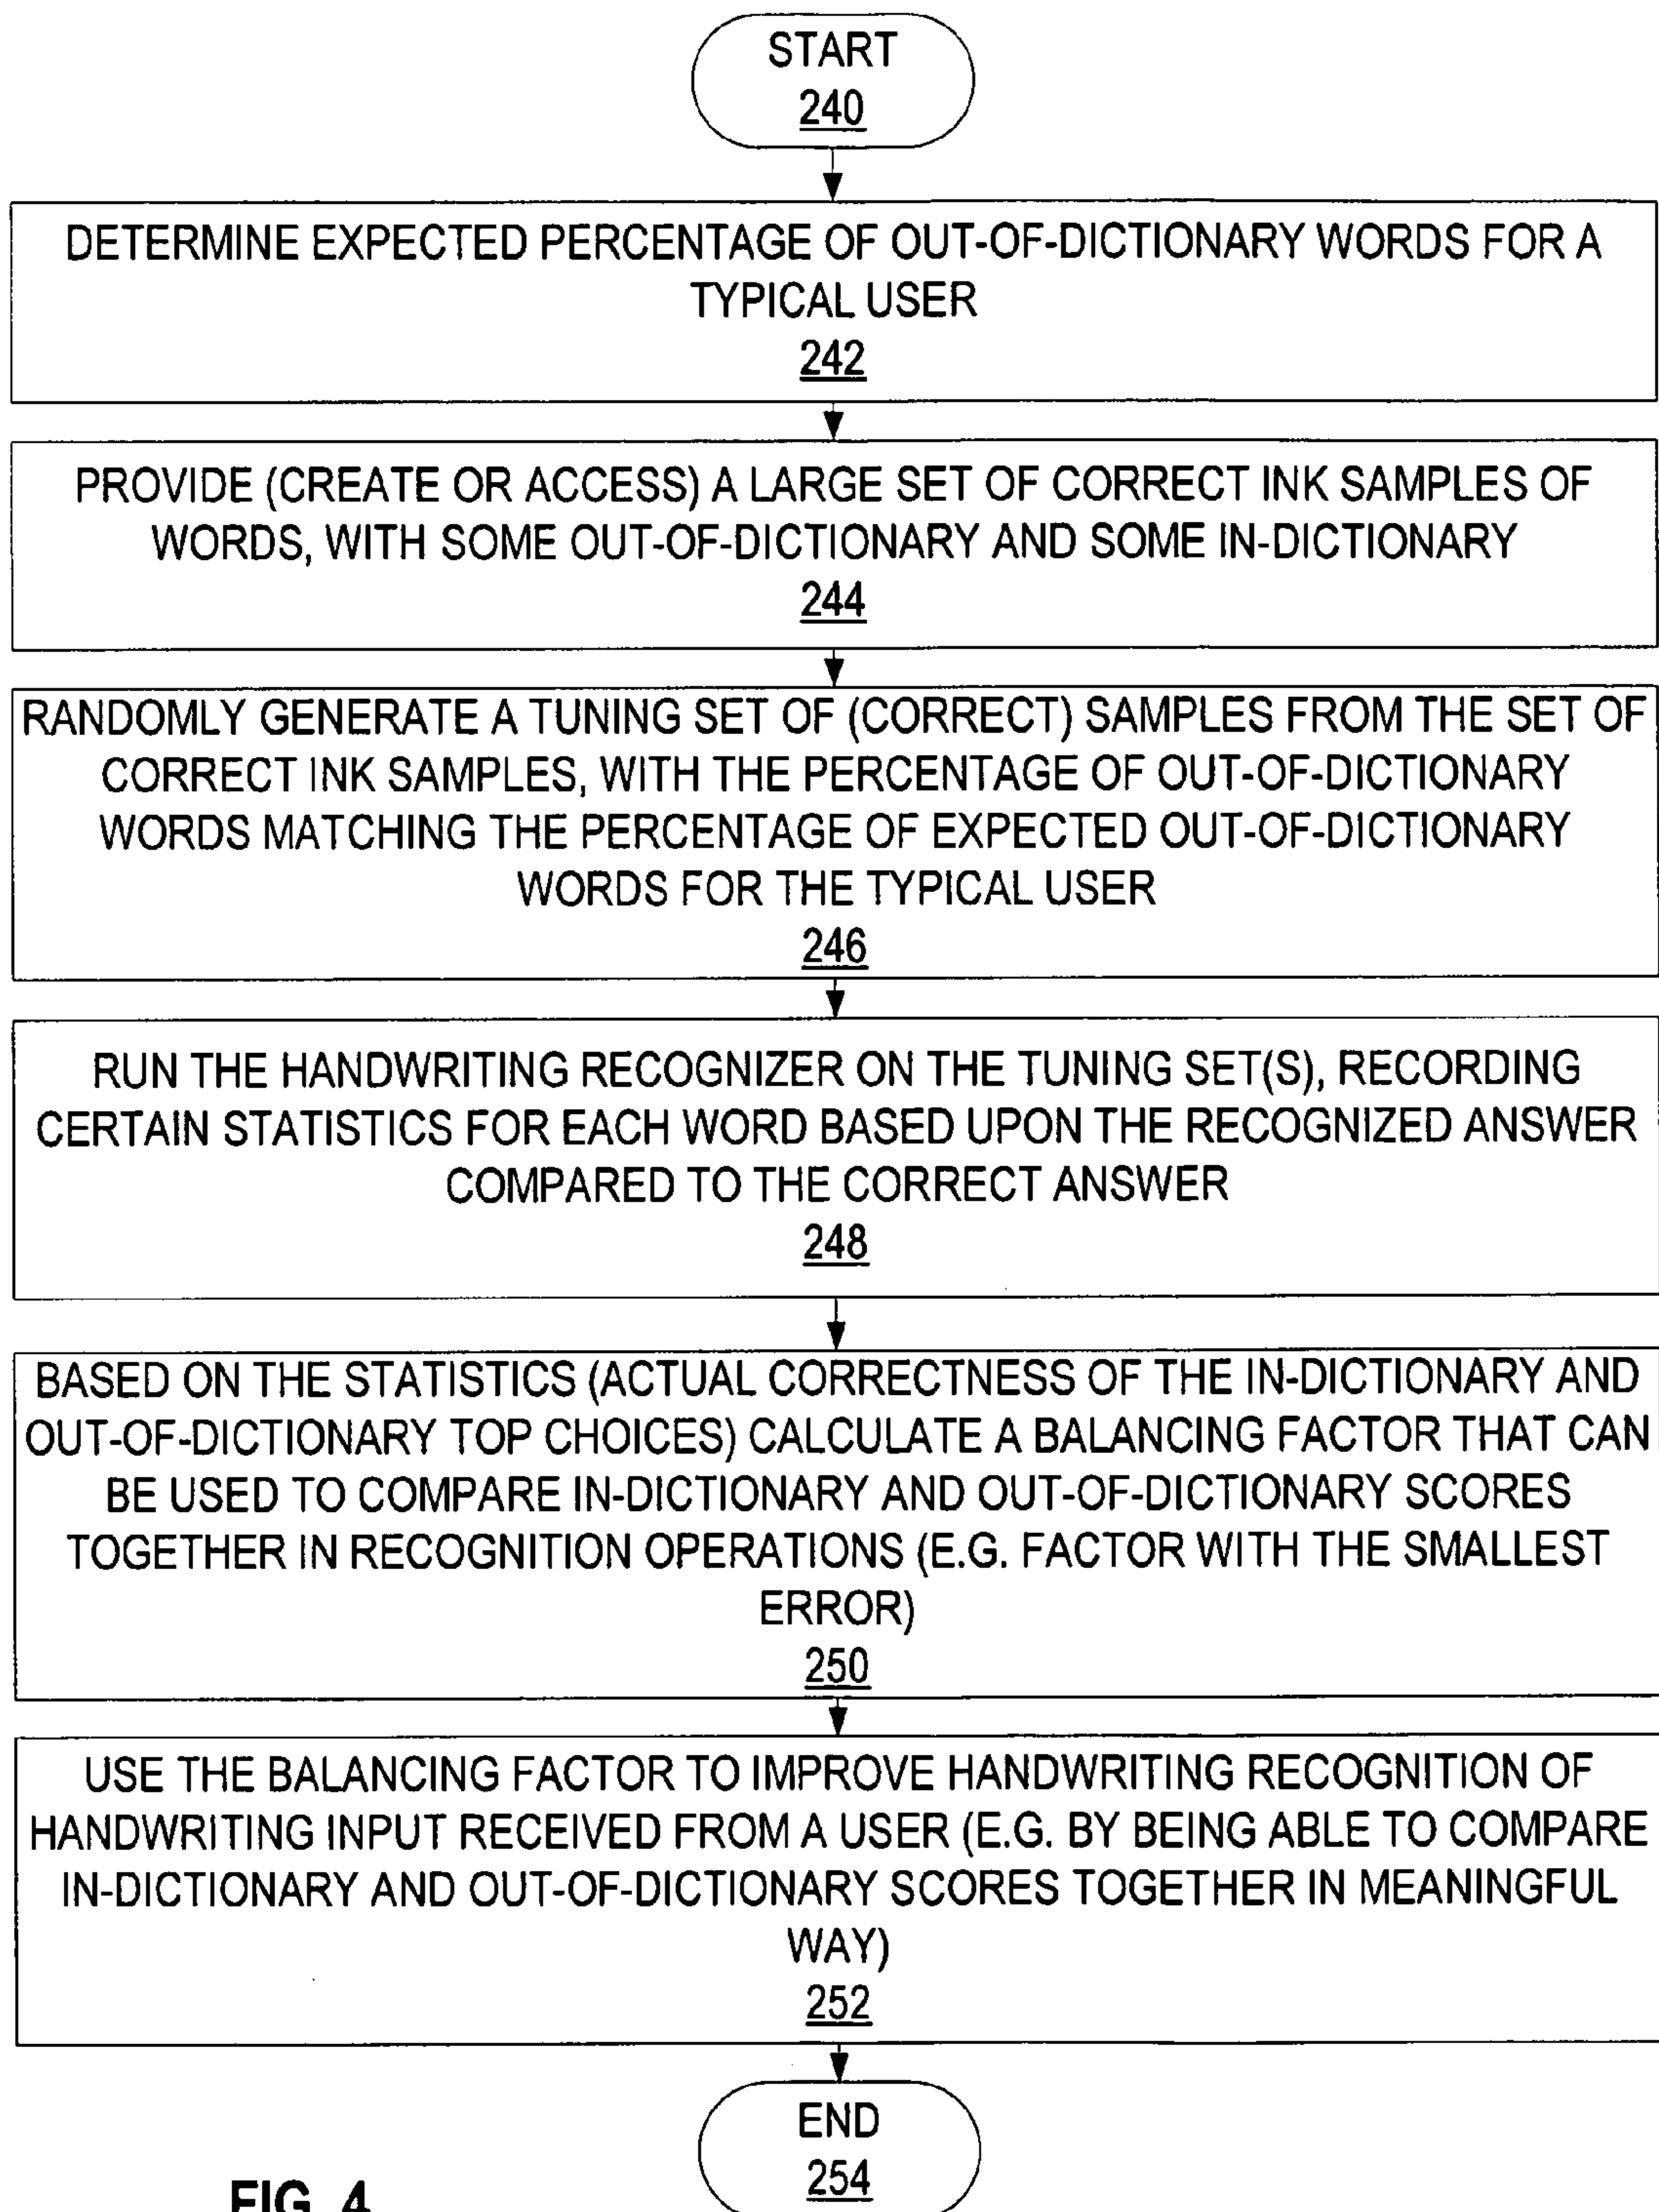 START
240
DETERMINE EXPECTED PERCENTAGE OF OUT-OF-DICTIONARY WORDS FOR A
TYPICAL USER
242
PROVIDE (CREATE OR ACCESS) A LARGE SET OF CORRECT INK SAMPLES OF
WORDS, WITH SOME OUT-OF-DICTIONARY AND SOME IN-DICTIONARY
244
RANDOMLY GENERATE A TUNING SET OF (CORRECT) SAMPLES FROM THE SET OF
CORRECT INK SAMPLES, WITH THE PERCENTAGE OF OUT-OF-DICTIONARY
WORDS MATCHING THE PERCENTAGE OF EXPECTED OUT-OF-DICTIONARY
WORDS FOR THE TYPICAL USER
246
RUN THE HANDWRITING RECOGNIZER ON THE TUNING SET(S), RECORDING
CERTAIN STATISTICS FOR EACH WORD BASED UPON THE RECOGNIZED ANSWER
COMPARED TO THE CORRECT ANSWER
248
BASED ON THE STATISTICS (ACTUAL CORRECTNESS OF THE IN-DICTIONARY AND
OUT-OF-DICTIONARY TOP CHOICES) CALCULATE A BALANCING FACTOR THAT CAN
BE USED TO COMPARE IN-DICTIONARY AND OUT-OF-DICTIONARY SCORES
TOGETHER IN RECOGNITION OPERATIONS (E.G. FACTOR WITH THE SMALLEST
ERROR)
250
USE THE BALANCING FACTOR TO IMPROVE HANDWRITING RECOGNITION OF
HANDWRITING INPUT RECEIVED FROM A USER (E.G. BY BEING ABLE TO COMPARE
IN-DICTIONARY AND OUT-OF-DICTIONARY SCORES TOGETHER IN MEANINGFUL
WAY)
252
END
254
FIG. 4